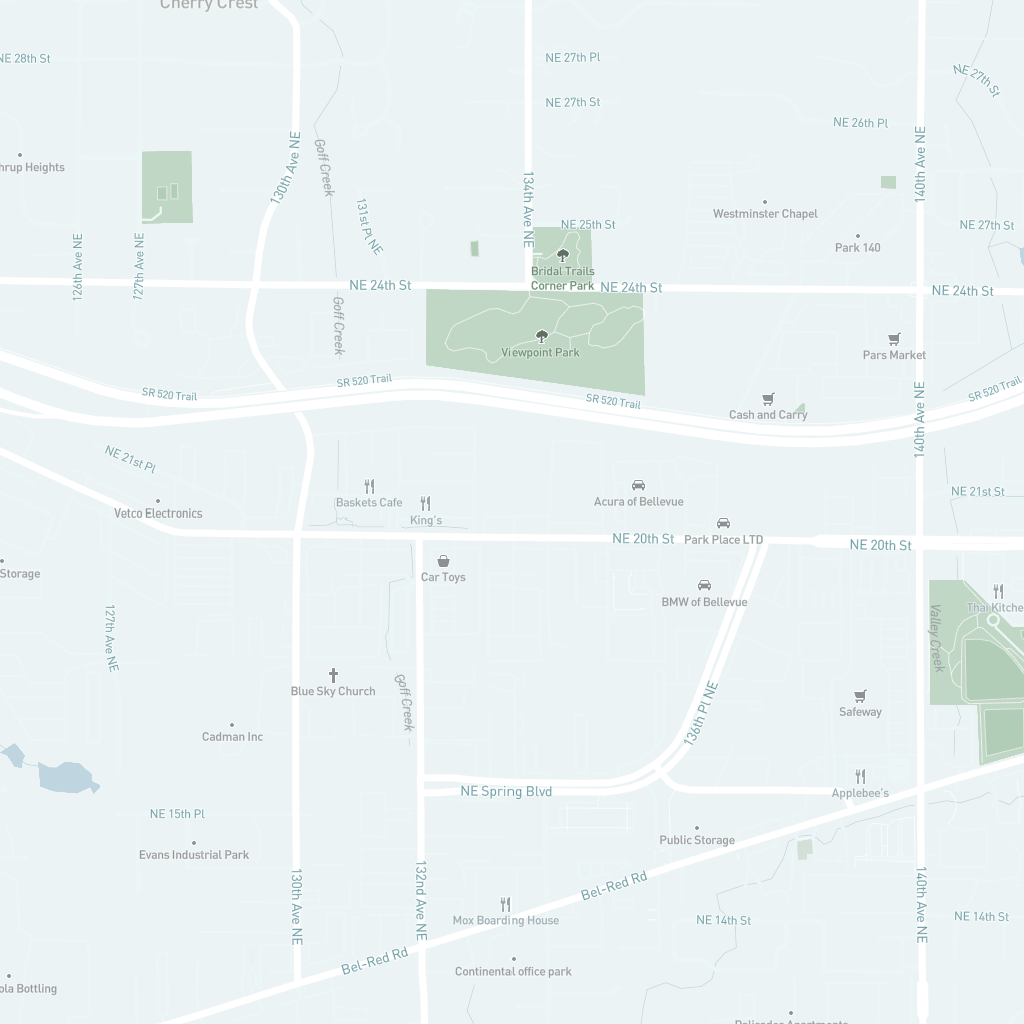 Cherry Crest
NE 28th St
NE 27th Pl
NE 27th St
NE 27th St
NE 26th Pl
130th Ave NE
Goff Creek
140th Ave NE
hrup Heights
134th Ave NE
131st Pl NE
Westminster Chapel
NE 25th St
NE 27th St
126th Ave NE
127th Ave NE
Park 140
Bridal Trails
Corner Park
NE 24th St
NE 24th St
NE 24th St
Goff Creek
Viewpoint Park
Pars Market
SR 520 Trail
SR 520 Trail
SR 520 Trail
SR 520 Trail
Cash and Carry
140th Ave NE
NE 21st Pl
NE 21st St
Baskets Cafe
Acura of Bellevue
Vetco Electronics
King's
NE 20th St
Park Place LTD
NE 20th St
Storage
Car Toys
BMW of Bellevue
Thai Kitche
127th Ave NE
Valley Creek
Blue Sky Church
Goff Creek
136th Pl NE
Safeway
Cadman Inc
NE Spring Blvd
Applebee's
NE 15th Pl
Public Storage
Evans Industrial Park
130th Ave NE
132nd Ave NE
Bel-Red Rd
140th Ave NE
Mox Boarding House
NE 14th St
NE 14th St
Bel-Red Rd
Continental office park
ola Bottling
Palisades Apartments